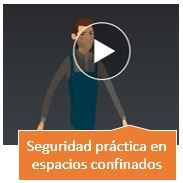 Seguridad práctica en
espacios confinados